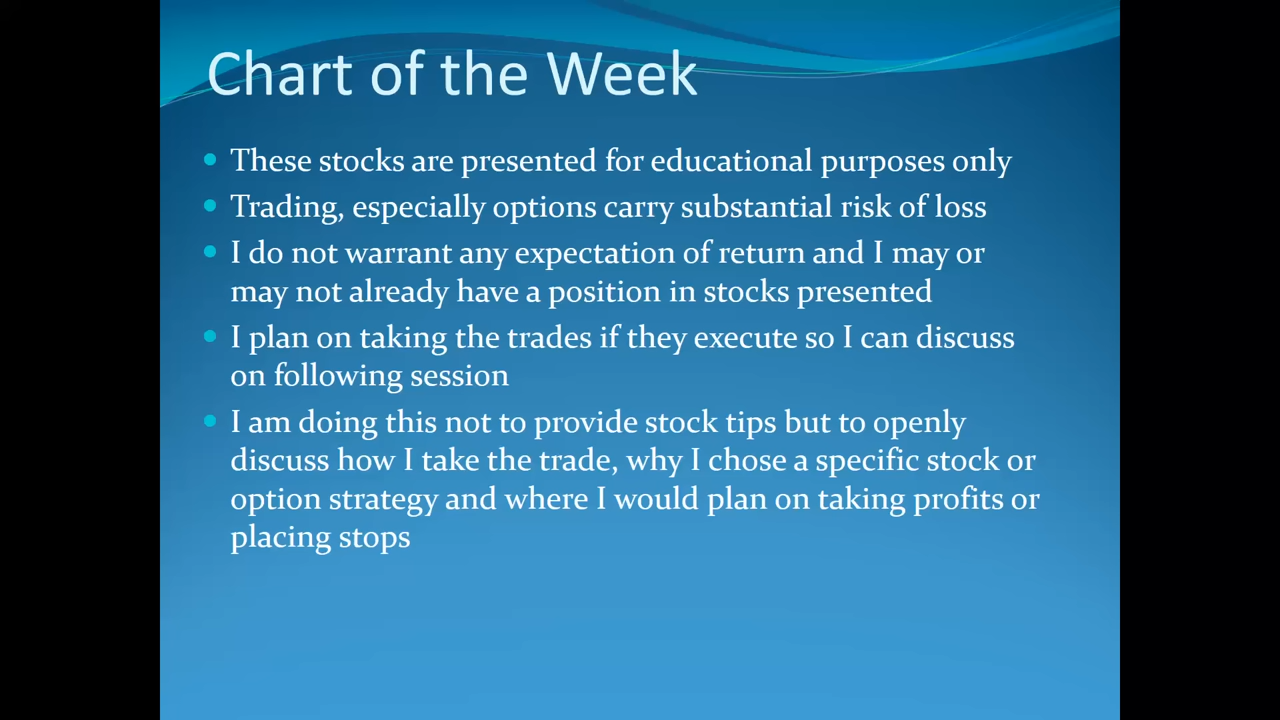 Chart of the Week
These stocks are presented for educational purposes only
Trading, especially options carry substantial risk of loss
I do not warrant any expectation of return and I may or
may not already have a position in stocks presented
I plan on taking the trades if they execute so I can discuss
on following session
I am doing this not to provide stock tips but to openly
discuss how I take the trade, why I chose a specific stock or
option strategy and where I would plan on taking profits or
placing stops